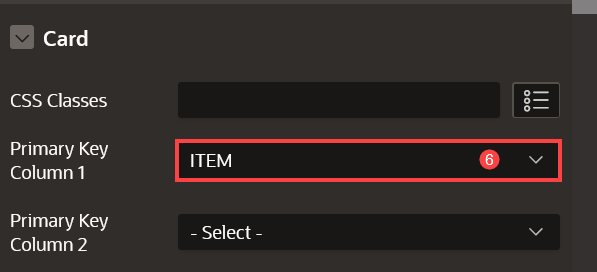 Card
CSS Classes
Primary Key
Column 1
ITEM
6
Primary Key
Column 2
- Select -